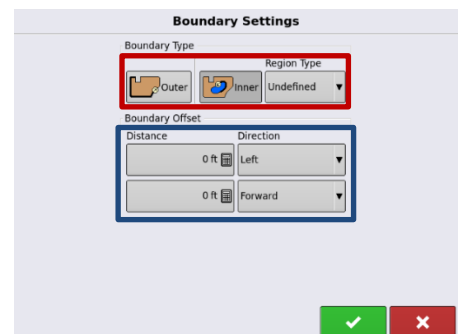 Boundary Settings
Boundary Type
Region Type
Outer Inner Undefined
Boundary Offset
Distance Direction
0 ft Left
0 ft Forward